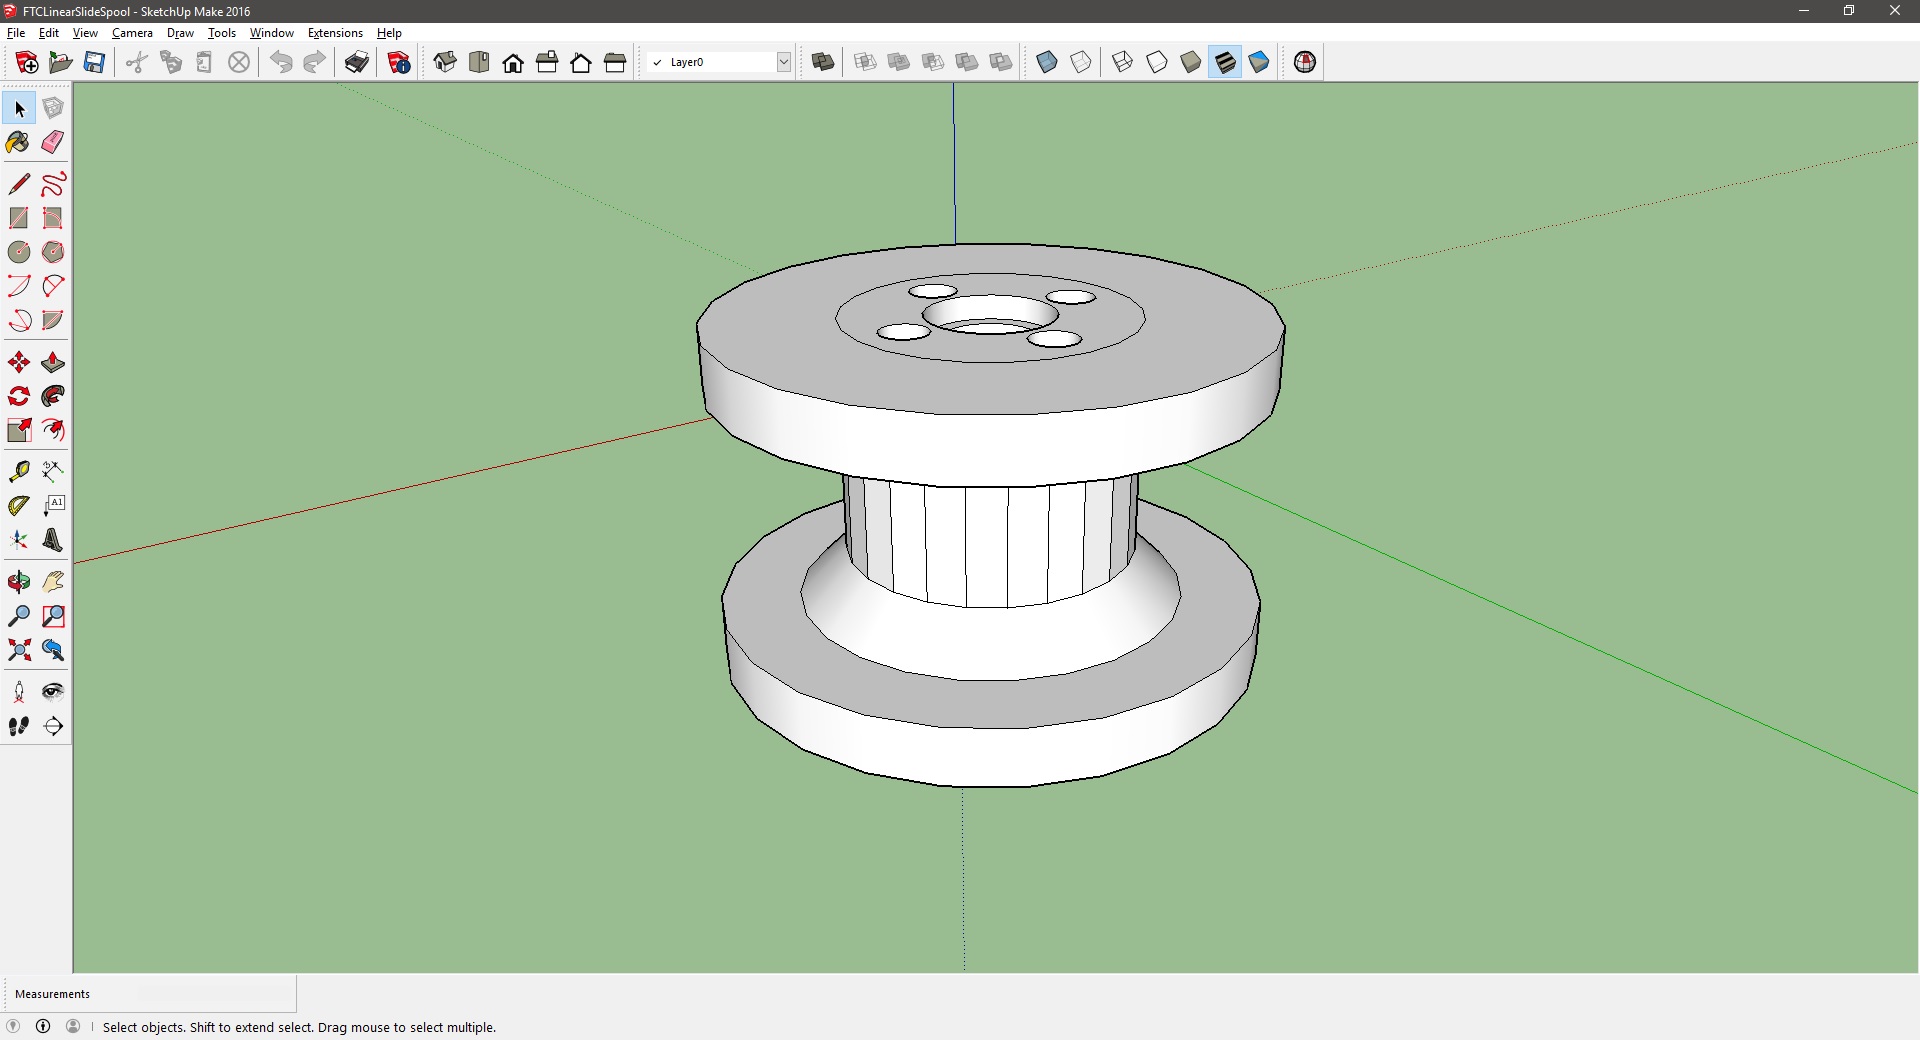 FTCLinearSlideSpool - SketchUp Make 2016
File Edit View Camera Draw Tools Window Extensions Help
Layer0
A1
Measurements
Select objects. Shift to extend select. Drag mouse to select multiple.